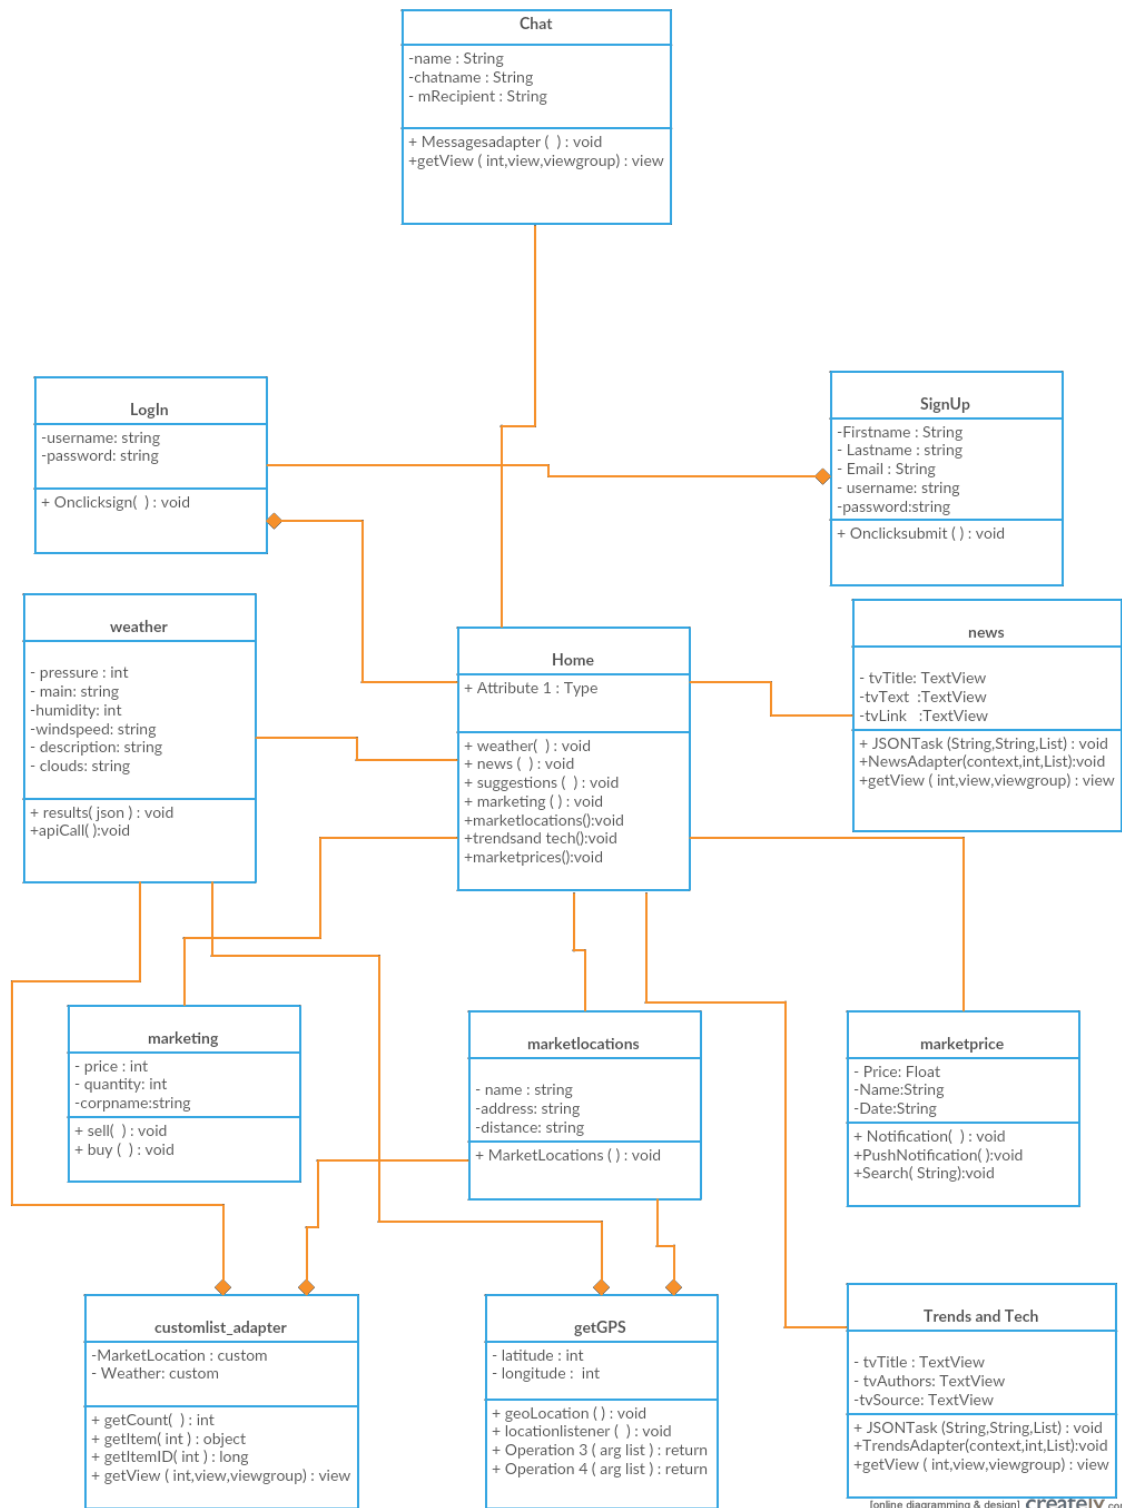 Chat
-name : String
-chatname : String
- mRecipient : String
+ Messagesadapter ( ) : void
+getView ( int,view,viewgroup) : view
LogIn
-username: string
-password: string
+ Onclicksign( ) : void
SignUp
-Firstname : String
- Lastname : string
- Email : String
- username: string
-password:string
+ Onclicksubmit ( ) : void
weather
- pressure : int
- main: string
-humidity: int
-windspeed: string
- description: string
- clouds: string
+ results( json ) : void
+apiCall( ):void
Home
+ Attribute 1 : Type
+ weather( ) : void
+ news ( ) : void
+ suggestions ( ) : void
+ marketing ( ) : void
+marketlocations():void
+trendsand tech():void
+marketprices():void
news
- tvTitle: TextView
-tvText :TextView
-tvLink :TextView
+ JSONTask (String,String,List) : void
+NewsAdapter(context,int,List):void
+getView ( int,view,viewgroup) : view
marketing
- price : int
- quantity: int
-corpname:string
+ sell( ) : void
+ buy ( ) : void
marketlocations
- name : string
-address: string
-distance: string
+ MarketLocations ( ) : void
marketprice
- Price: Float
-Name:String
-Date:String
+ Notification( ) : void
+PushNotification( ):void
+Search( String):void
customlist_adapter
-MarketLocation : custom
- Weather: custom
+ getCount( ) : int
+ getItem( int ) : object
+ getItemID( int ) : long
+ getView ( int,view,viewgroup) : view
getGPS
- latitude : int
- longitude : int
+ geoLocation ( ) : void
+ locationlistener ( ) : void
+ Operation 3 ( arg list ) : return
+ Operation 4 ( arg list ) : return
Trends and Tech
- tvTitle : TextView
- tvAuthors: TextView
-tvSource: TextView
+ JSONTask (String,String,List) : void
+TrendsAdapter(context,int,List):void
+getView ( int,view,viewgroup) : view
[online diagramming & design] creately.co